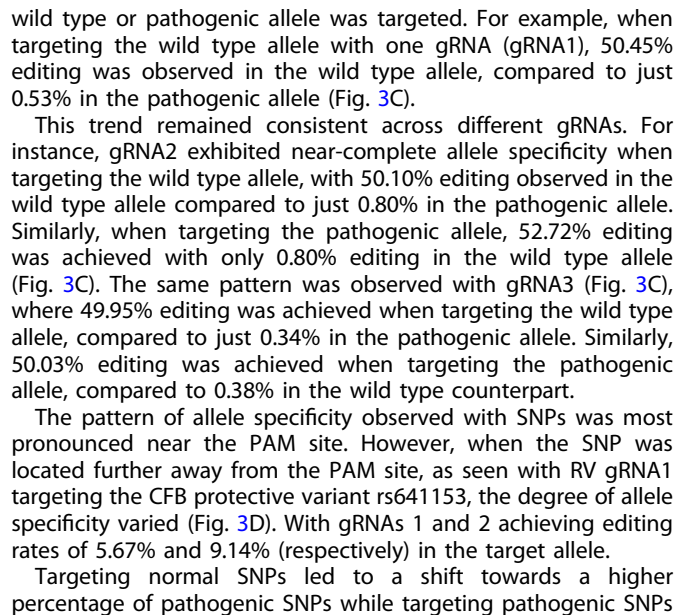 wild type or pathogenic allele was targeted. For example, when
targeting the wild type allele with one gRNA (gRNA1), 50.45%
editing was observed in the wild type allele, compared to just
0.53% in the pathogenic allele (Fig. 3C).
This trend remained consistent across different gRNAs. For
instance, gRNA2 exhibited near-complete allele specificity when
targeting the wild type allele, with 50.10% editing observed in the
wild type allele compared to just 0.80% in the pathogenic allele.
Similarly, when targeting the pathogenic allele, 52.72% editing
was achieved with only 0.80% editing in the wild type allele
(Fig. 3C). The same pattern was observed with gRNA3 (Fig. 3C),
where 49.95% editing was achieved when targeting the wild type
allele, compared to just 0.34% in the pathogenic allele. Similarly,
50.03% editing was achieved when targeting the pathogenic
allele, compared to 0.38% in the wild type counterpart.
The pattern of allele specificity observed with SNPs was most
pronounced near the PAM site. However, when the SNP was
located further away from the PAM site, as seen with RV gRNA1
targeting the CFB protective variant rs641153, the degree of allele
specificity varied (Fig. 3D). With gRNAs 1 and 2 achieving editing
rates of 5.67% and 9.14% (respectively) in the target allele.
Targeting normal SNPs led to a shift towards a higher
percentage of pathogenic SNPs while targeting pathogenic SNPs